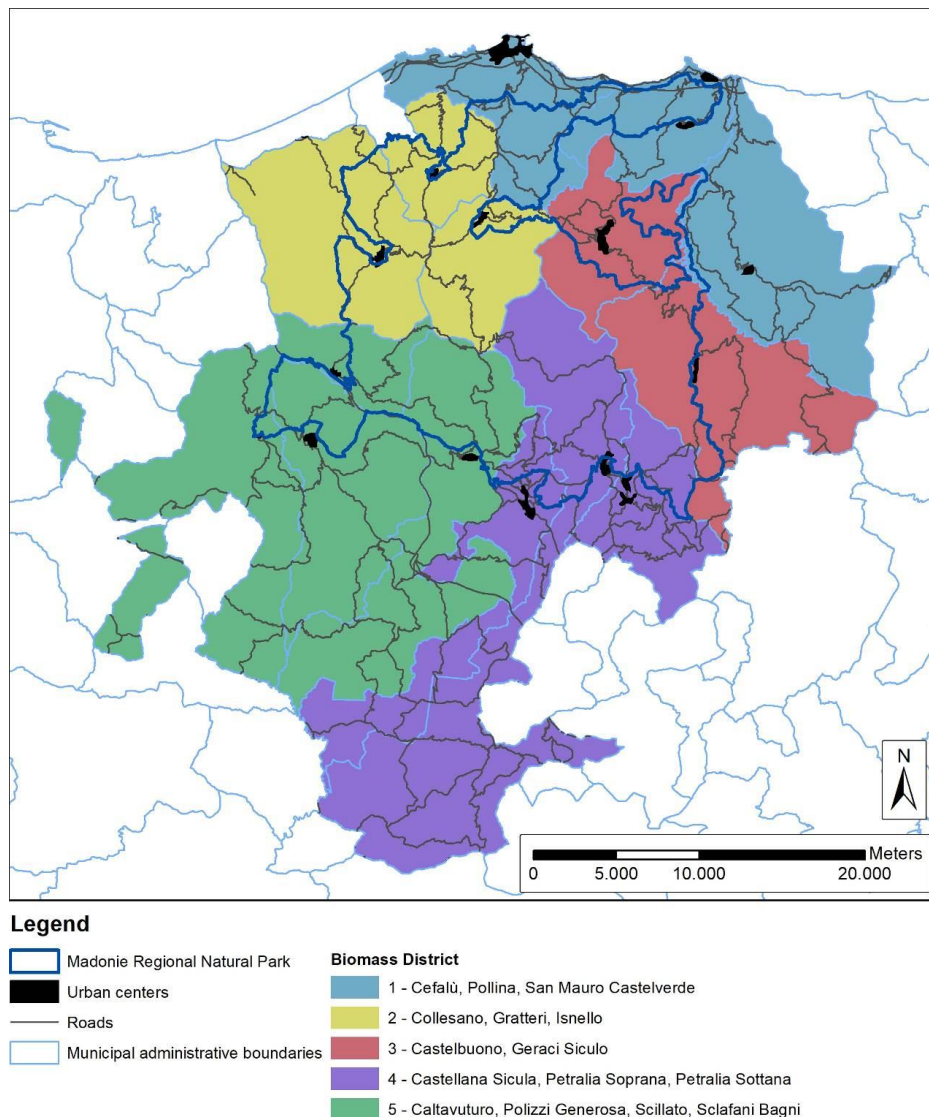 N
Meters
0 5.000 10.000 20.000
Legend
Madonie Regional Natural Park
Urban centers
Roads
Municipal administrative boundaries
Biomass District
1 - Cefalù, Pollina, San Mauro Castelverde
2 - Collesano, Gratteri, Isnello
3 - Castelbuono, Geraci Siculo
4 - Castellana Sicula, Petralia Soprana, Petralia Sottana
5 - Caltavuturo, Polizzi Generosa, Scillato, Sclafani Bagni